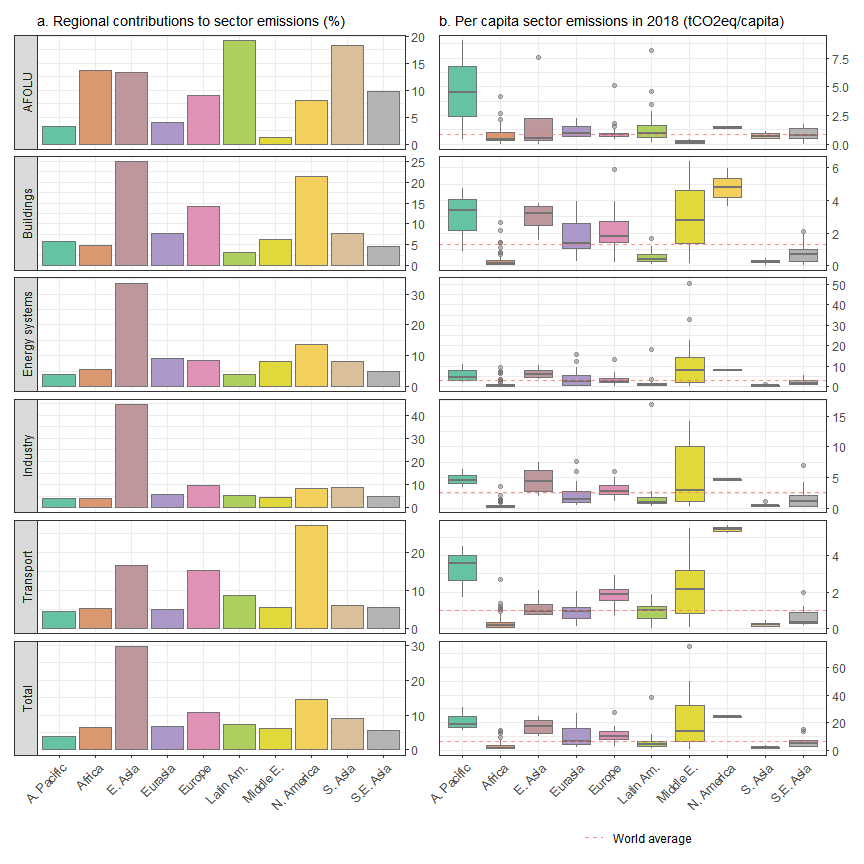 a. Regional contributions to sector emissions (%)
b. Per capita sector emissions in 2018 (tCO2eq/capita)
AFOLU
20
15
10
5
0
7.5
5.0
2.5
0.0
Buildings
25
20
15
10
5
0
6
4
2
0
Energy systems
30
20
10
0
50
40
30
20
10
0
Industry
40
30
20
10
0
15
10
5
0
Transport
20
10
0
4
2
0
Total
30
20
10
0
60
40
20
0
A. Pacific
Africa
E. Asia
Eurasia
Europe
Latin Am.
Middle E.
N. America
S. Asia
S.E. Asia
A. Pacific
Africa
E. Asia
Eurasia
Europe
Latin Am.
Middle E.
N. America
S. Asia
S.E. Asia
World average